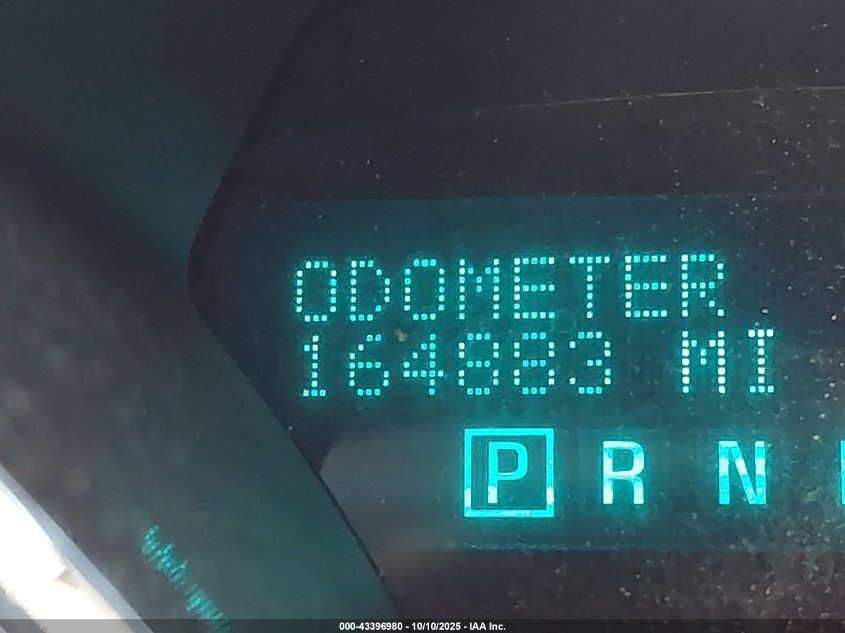 ODOMETER
164883 MI
P R N
000-43396980 - 10/10/2025 - IAA Inc.